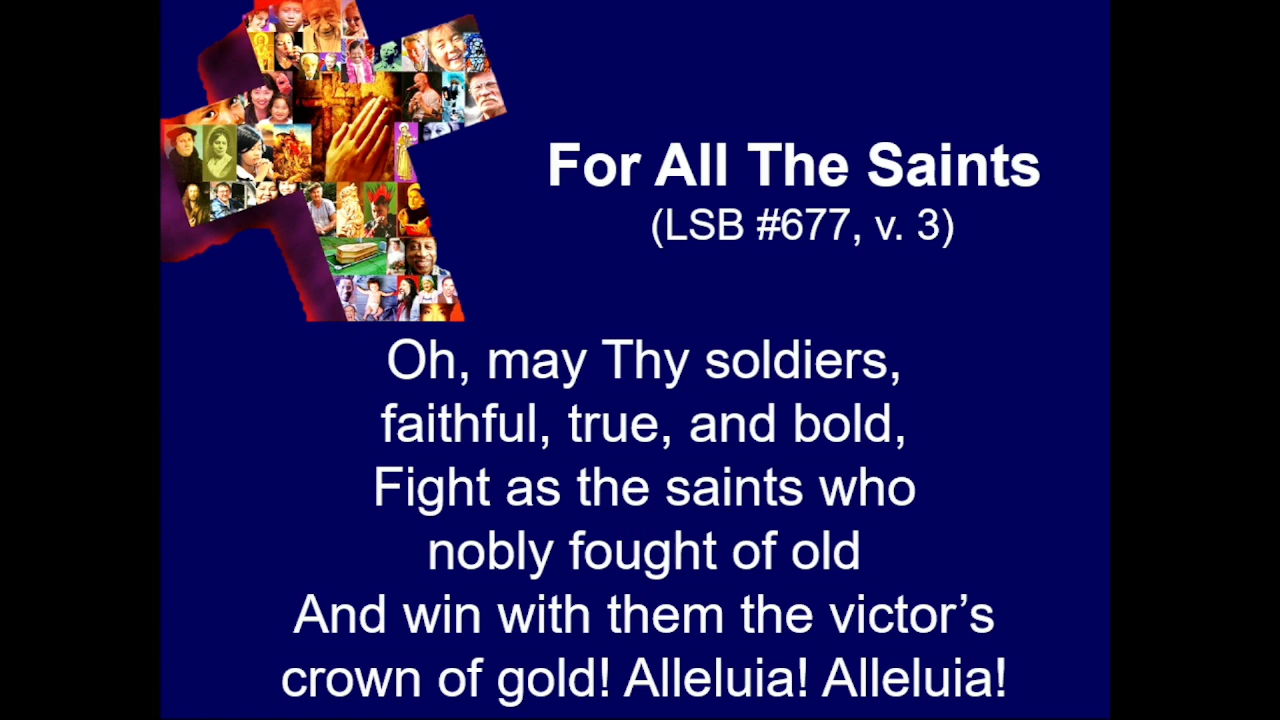 For All The Saints
(LSB #677, v. 3)
Oh, may Thy soldiers,
faithful, true, and bold,
Fight as the saints who
nobly fought of old
And win with them the victor’s
crown of gold! Alleluia! Alleluia!